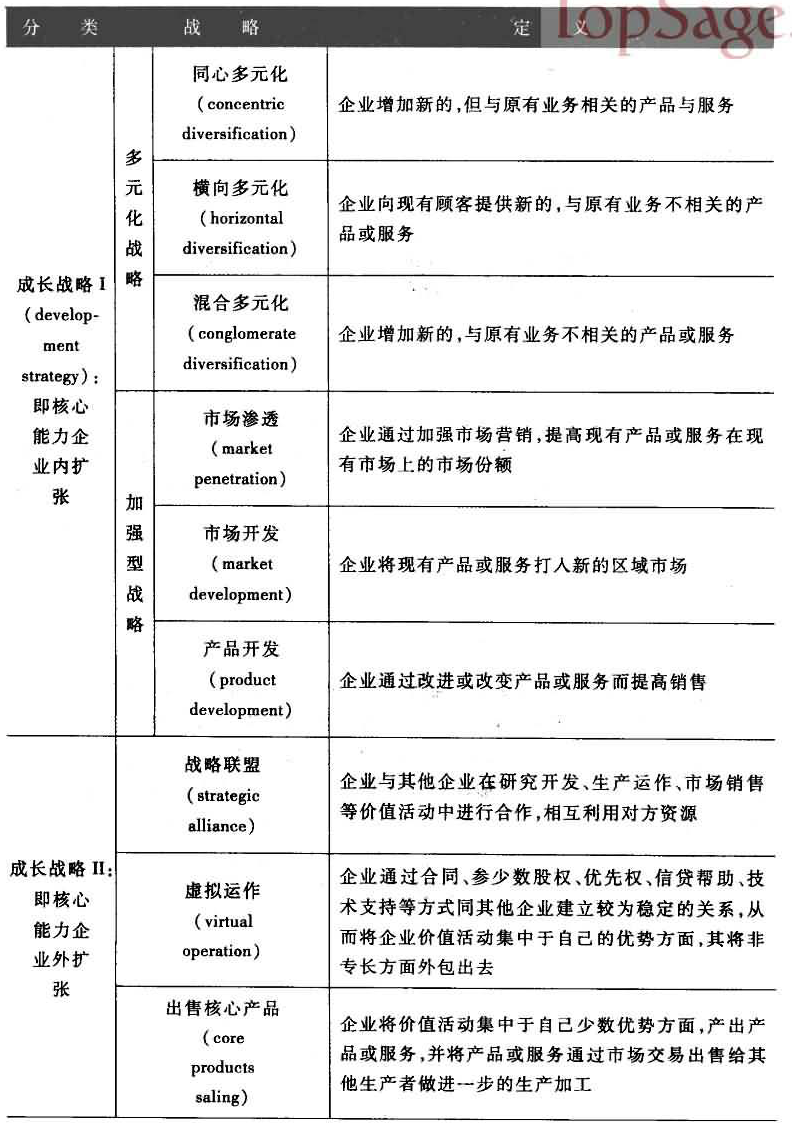 分 类 战 略 定 义
TopSage
成长战略 I
(develop-
ment
strategy):
即核心
能力企
业内扩
张
多
元
化
战
略
同心多元化
(concentric
diversification)
企业增加新的,但与原有业务相关的产品与服务
横向多元化
(horizontal
diversification)
企业向现有顾客提供新的,与原有业务不相关的产
品或服务
混合多元化
(conglomerate
diversification)
企业增加新的,与原有业务不相关的产品或服务
加
强
型
战
略
市场渗透
(market
penetration)
企业通过加强市场营销,提高现有产品或服务在现
有市场上的市场份额
市场开发
(market
development)
企业将现有产品或服务打人新的区域市场
产品开发
(product
development)
企业通过改进或改变产品或服务而提高销售
成长战略 II:
即核心
能力企
业外扩
张
战略联盟
(strategic
alliance)
企业与其他企业在研究开发、生产运作、市场销售
等价值活动中进行合作,相互利用对方资源
虚拟运作
(virtual
operation)
企业通过合同、参少数股权、优先权、信贷帮助、技
术支持等方式同其他企业建立较为稳定的关系,从
而将企业价值活动集中于自己的优势方面,其将非
专长方面外包出去
出售核心产品
(core
products
saling)
企业将价值活动集中于自己少数优势方面,产出产
品或服务,并将产品或服务通过市场交易出售给其
他生产者做进一步的生产加工